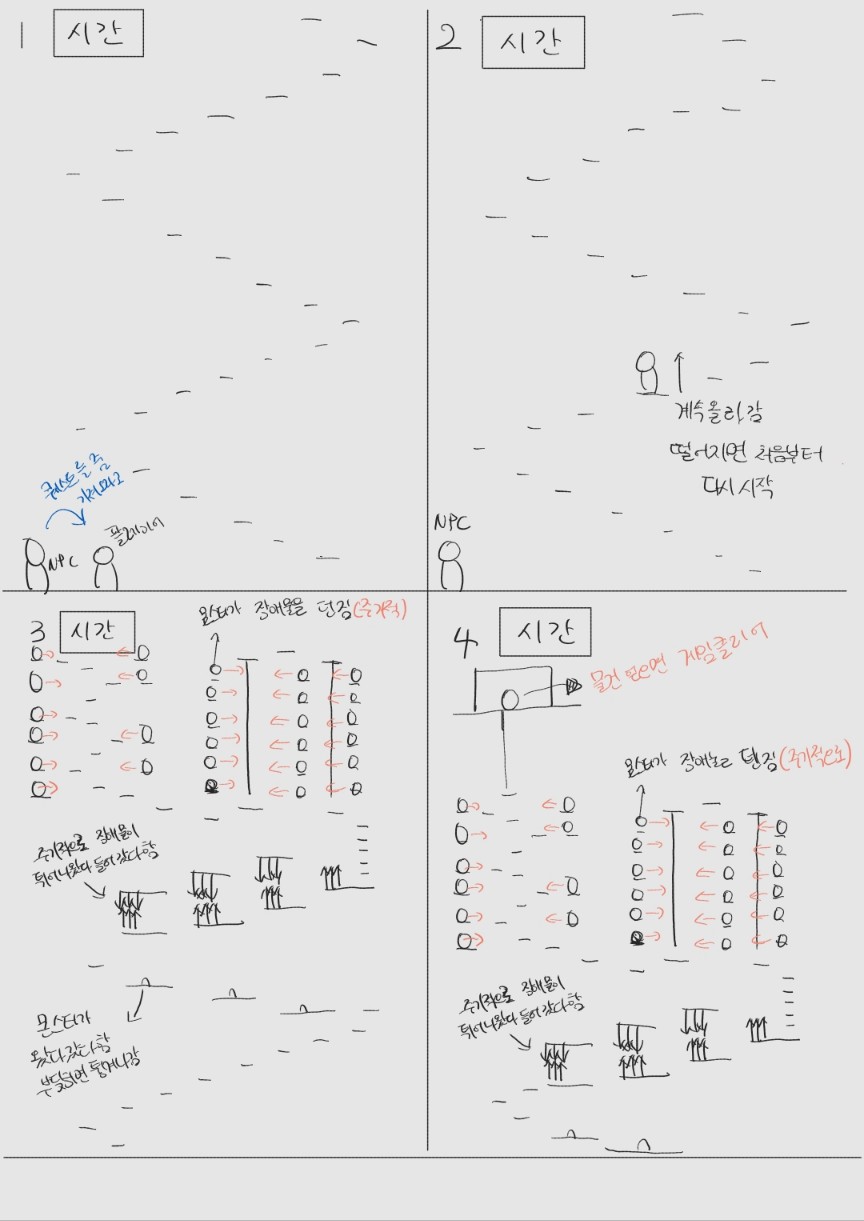 1 시간
퀘스트를 줌
가져와라
NPC
플레이어
2 시간
계속 올라감
떨어지면 처음부터
다시 시작
NPC
3 시간
몬스터가 장애물을 던짐(주기적)
주기적으로 장애물이
튀어나왔다 들어갔다함
몬스터가
왔다갔다함
부딪히면 튕겨나감
4 시간
물건 얻으면 게임클리어
몬스터가 장애물 던짐(주기적으로)
주기적으로 장애물이
튀어나왔다 들어갔다함